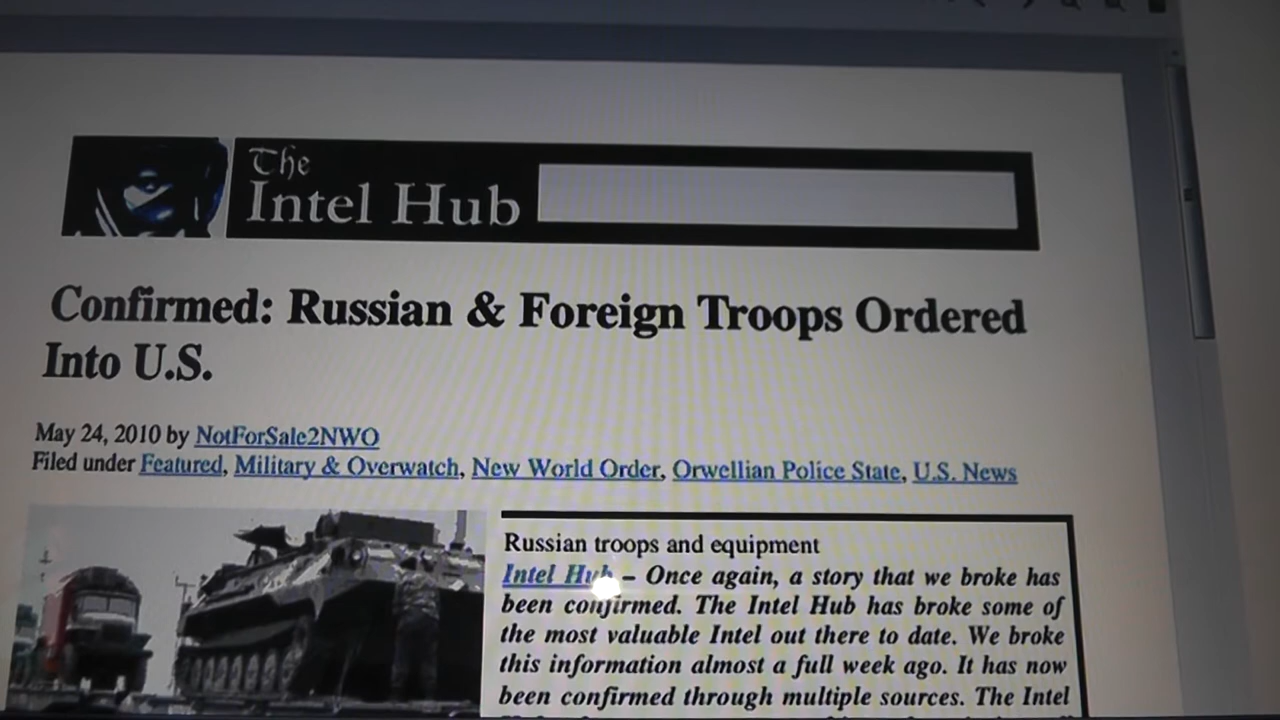 The
Intel Hub
Confirmed: Russian & Foreign Troops Ordered
Into U.S.
May 24, 2010 by NotForSale2NWO
Filed under Featured, Military & Overwatch, New World Order, Orwellian Police State, U.S. News
Russian troops and equipment
Intel Hub – Once again, a story that we broke has
been confirmed. The Intel Hub has broke some of
the most valuable Intel out there to date. We broke
this information almost a full week ago. It has now
been confirmed through multiple sources. The Intel